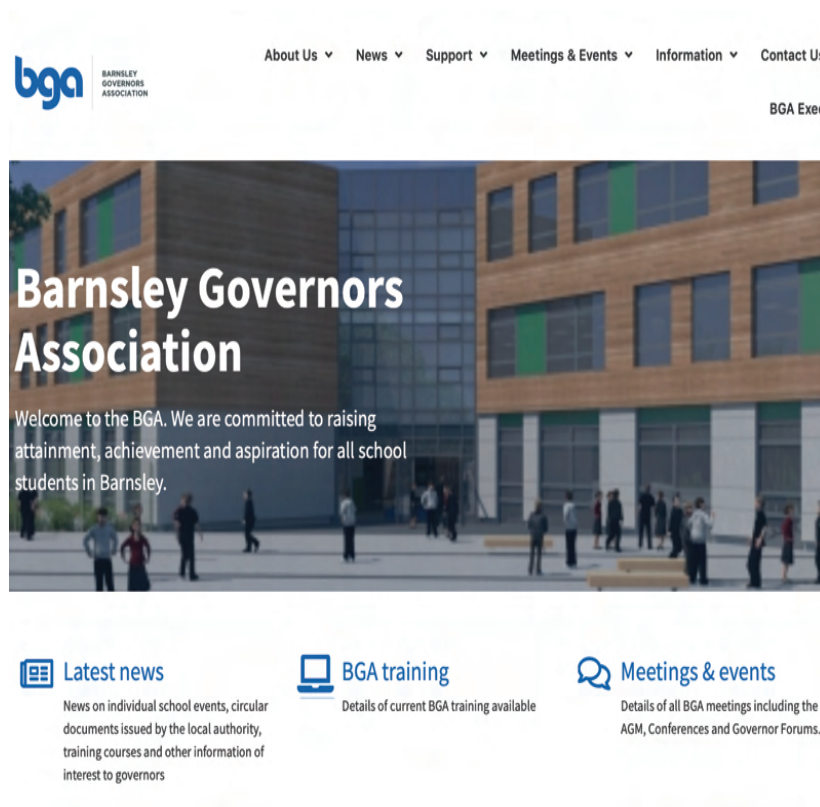 bga
BARNSLEY
GOVERNORS
ASSOCIATION
About Us
News
Support
Meetings & Events
Information
Contact Us
BGA Exec
Barnsley Governors
Association
Welcome to the BGA. We are committed to raising
attainment, achievement and aspiration for all school
students in Barnsley.
Latest news
News on individual school events, circular
documents issued by the local authority,
training courses and other information of
interest to governors
BGA training
Details of current BGA training available
Meetings & events
Details of all BGA meetings including the
AGM, Conferences and Governor Forums.